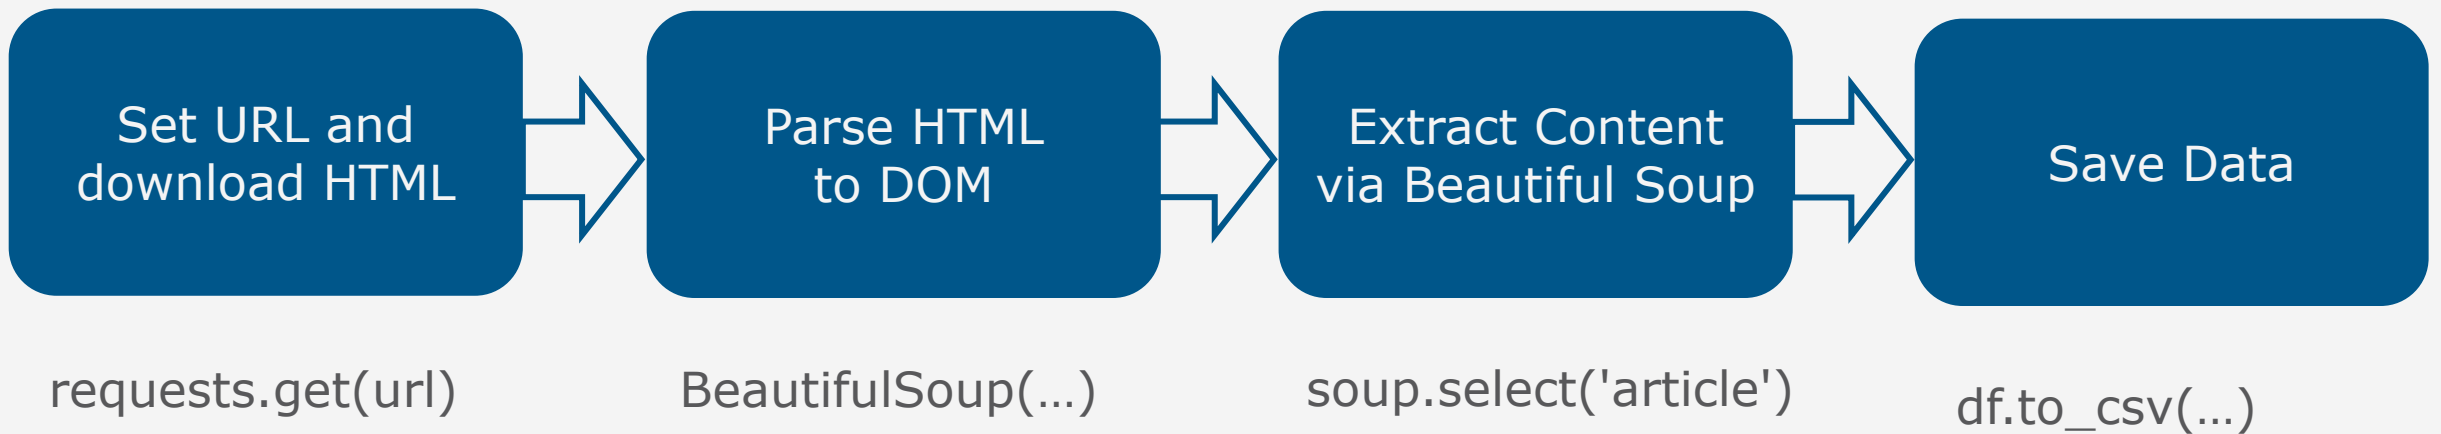 Set URL and
download HTML
Parse HTML
to DOM
Extract Content
via Beautiful Soup
Save Data
requests.get(url)
BeautifulSoup(…)
soup.select('article')
df.to_csv(…)